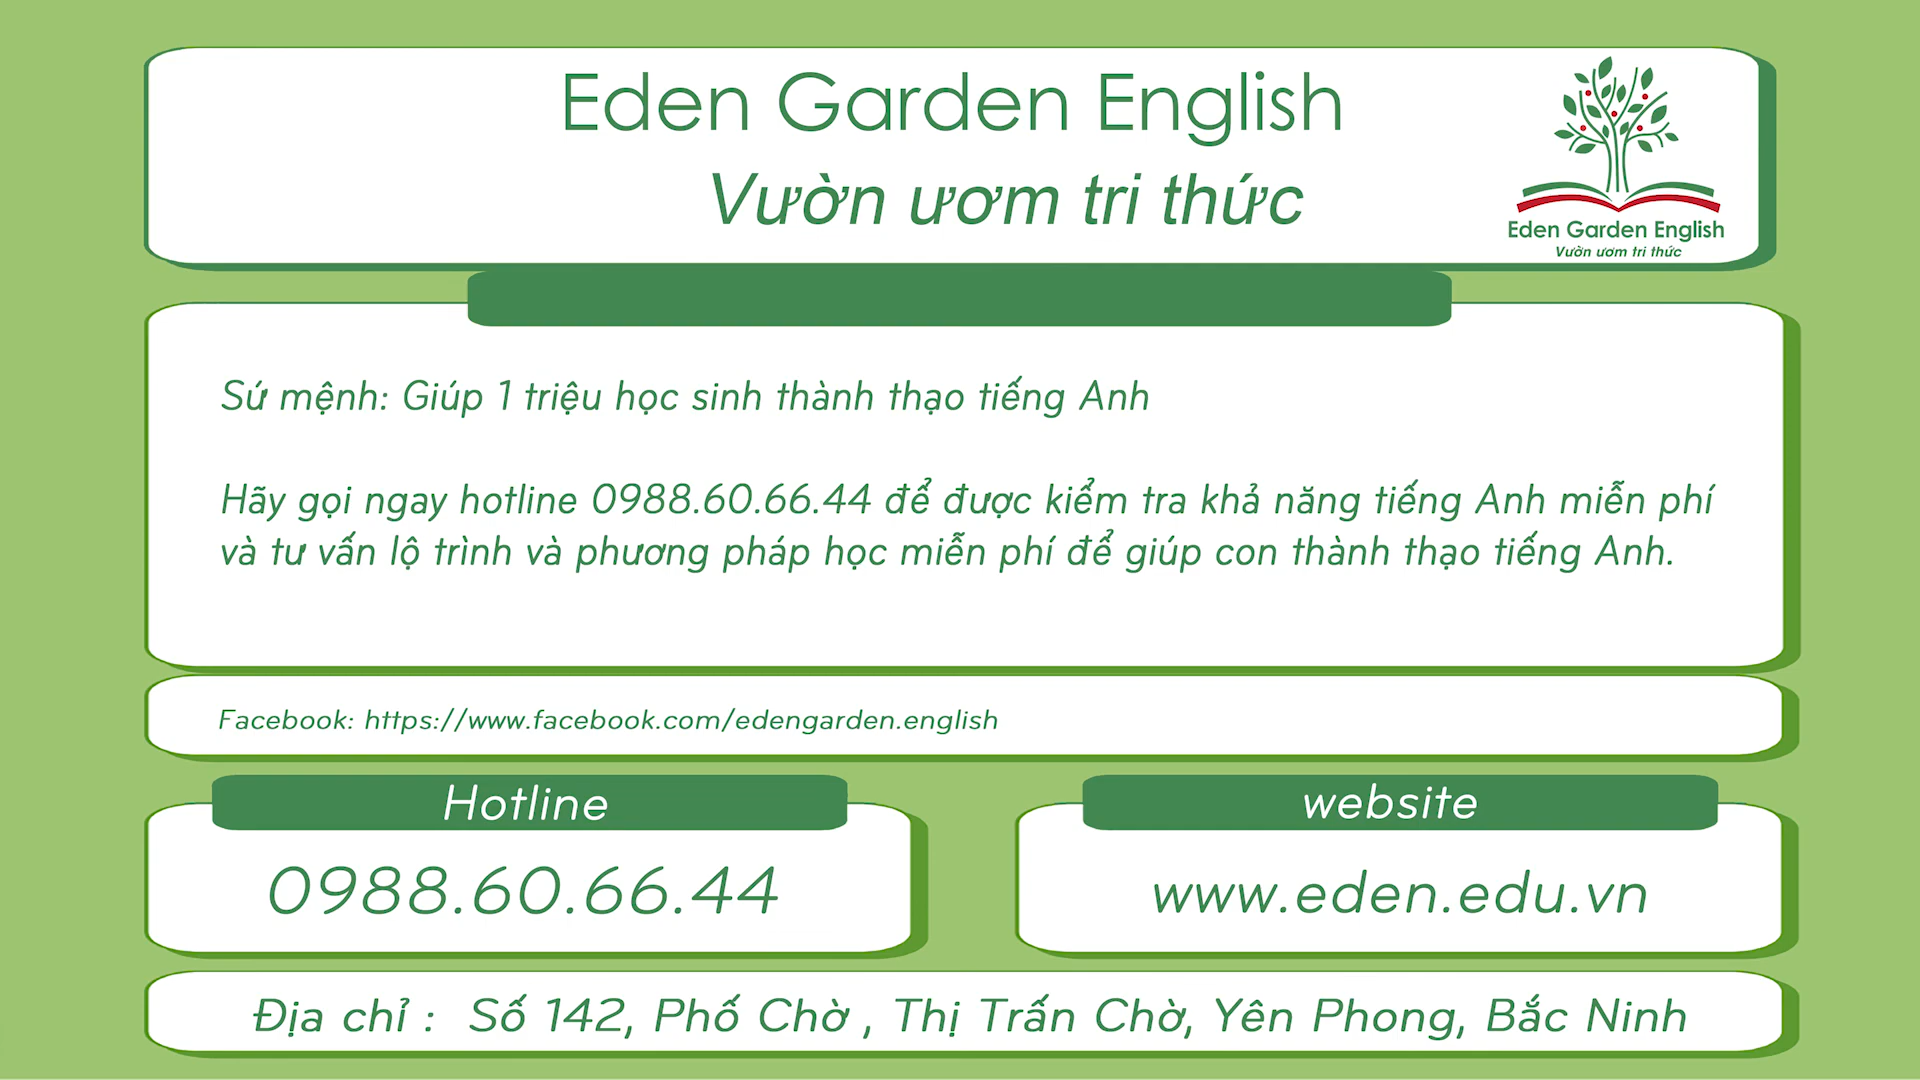 Eden Garden English
Vườn ươm tri thức
Eden Garden English
Vườn ươm tri thức
Sứ mệnh: Giúp 1 triệu học sinh thành thạo tiếng Anh
Hãy gọi ngay hotline 0988.60.66.44 để được kiểm tra khả năng tiếng Anh miễn phí
và tư vấn lộ trình và phương pháp học miễn phí để giúp con thành thạo tiếng Anh.
Facebook: https://www.facebook.com/edengarden.english
Hotline
0988.60.66.44
website
www.eden.edu.vn
Địa chỉ : Số 142, Phố Chờ , Thị Trấn Chờ, Yên Phong, Bắc Ninh